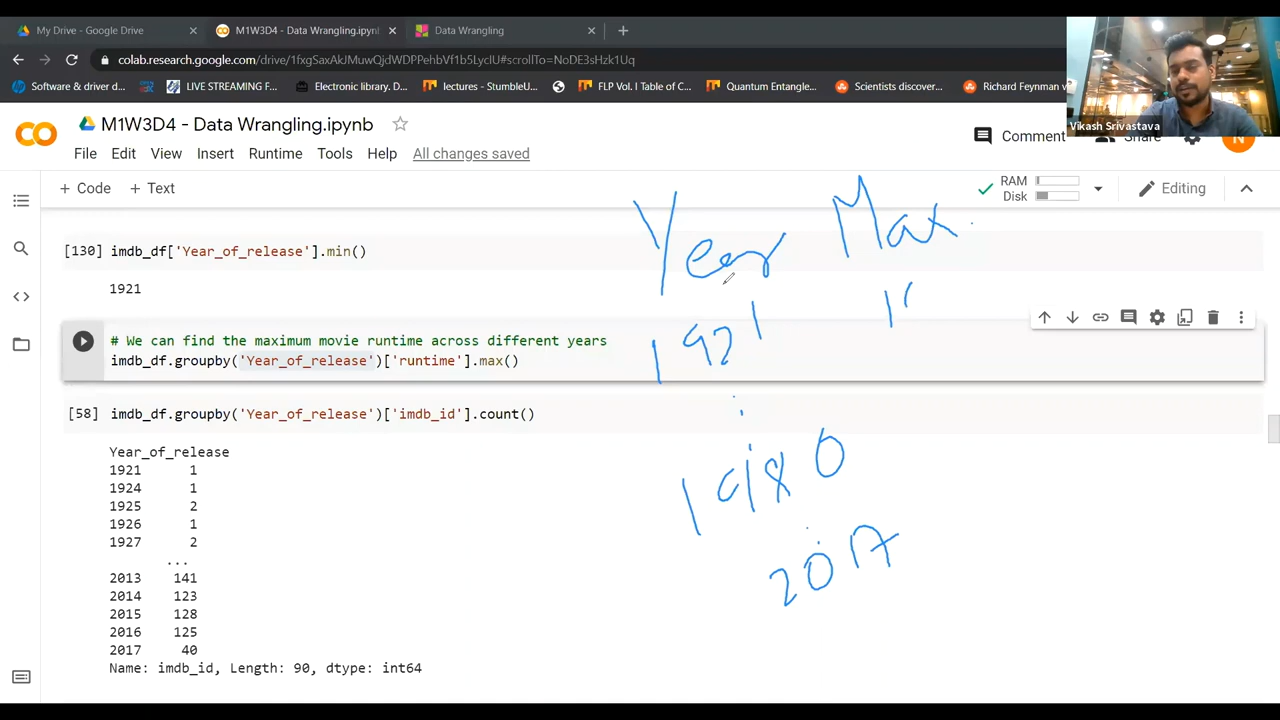 My Drive - Google Drive
M1W3D4 - Data Wrangling.ipynb
Data Wrangling
colab.research.google.com/drive/1fxgSaxAkJMuwQjdWDPPehbVf1b5LyclU#scrollTo=NoDE3sHzk1Uq
Software & driver d...
LIVE STREAMING F...
Electronic library. D...
lectures - StumbleU...
FLP Vol. I Table of C...
Quantum Entangle...
Scientists discover...
Richard Feynman
Vikash Srivastava
M1W3D4 - Data Wrangling.ipynb
Comment
Share
N
File Edit View Insert Runtime Tools Help All changes saved
+ Code + Text
RAM
Disk
Editing
Year Max
[130] imdb_df['Year_of_release'].min()
1921
1921
# We can find the maximum movie runtime across different years
imdb_df.groupby('Year_of_release')['runtime'].max()
[58] imdb_df.groupby('Year_of_release')['imdb_id'].count()
Year_of_release
1921 1
1924 1
1925 2
1926 1
1927 2
...
2013 141
2014 123
2015 128
2016 125
2017 40
Name: imdb_id, Length: 90, dtype: int64
2017